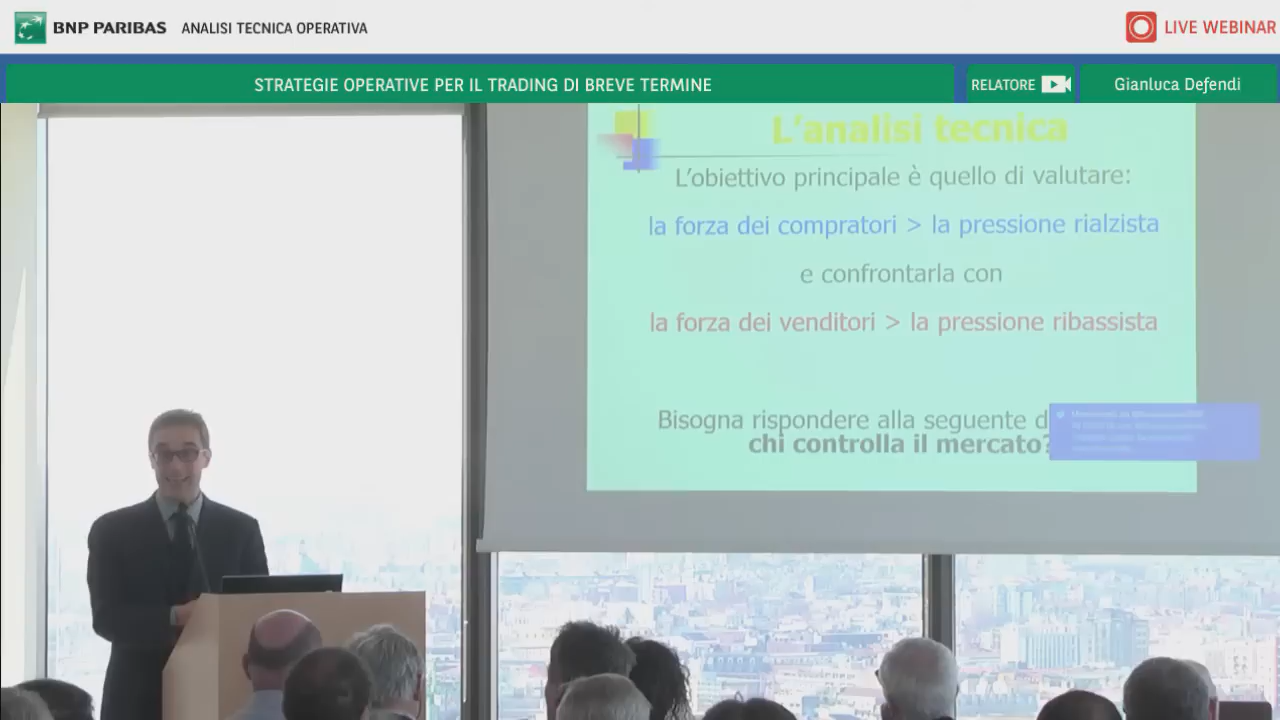 BNP PARIBAS ANALISI TECNICA OPERATIVA
LIVE WEBINAR
STRATEGIE OPERATIVE PER IL TRADING DI BREVE TERMINE
RELATORE
Gianluca Defendi
L'analisi tecnica
L'obiettivo principale è quello di valutare:
la forza dei compratori > la pressione rialzista
e confrontarla con
la forza dei venditori > la pressione ribassista
Bisogna rispondere alla seguente d
chi controlla il mercato?